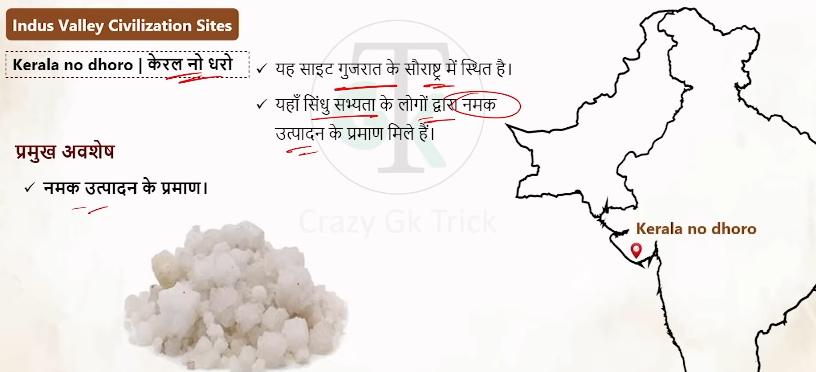 Indus Valley Civilization Sites
Kerala no dhoro | केरल नो धरो
✓ यह साइट गुजरात के सौराष्ट्र में स्थित है।
✓ यहाँ सिंधु सभ्यता के लोगों द्वारा नमक
उत्पादन के प्रमाण मिले हैं।
प्रमुख अवशेष
✓ नमक उत्पादन के प्रमाण।
Crazy Gk Trick
Kerala no dhoro